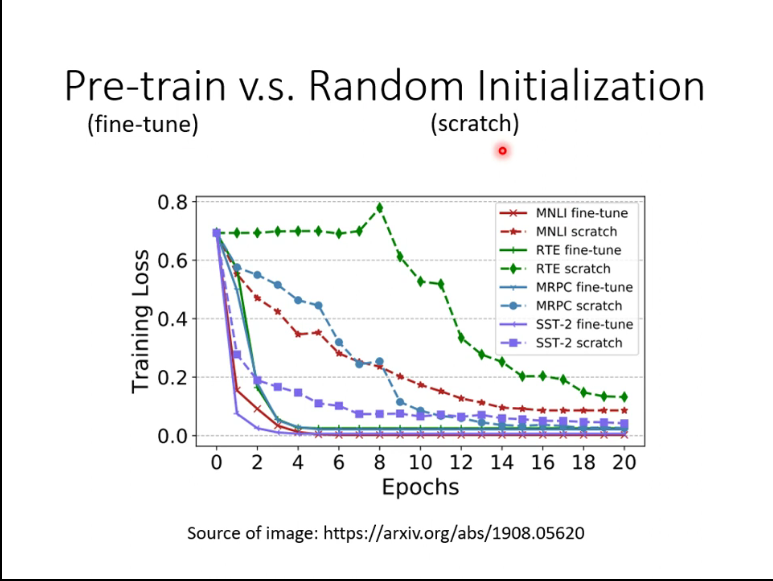 Pre-train v.s. Random Initialization
(fine-tune)
(scratch)
0.8
0.6
0.4
0.2
0.0
Training Loss
MNLI fine-tune
MNLI scratch
RTE fine-tune
RTE scratch
MRPC fine-tune
MRPC scratch
SST-2 fine-tune
SST-2 scratch
0 2 4 6 8 10 12 14 16 18 20
Epochs
Source of image: https://arxiv.org/abs/1908.05620